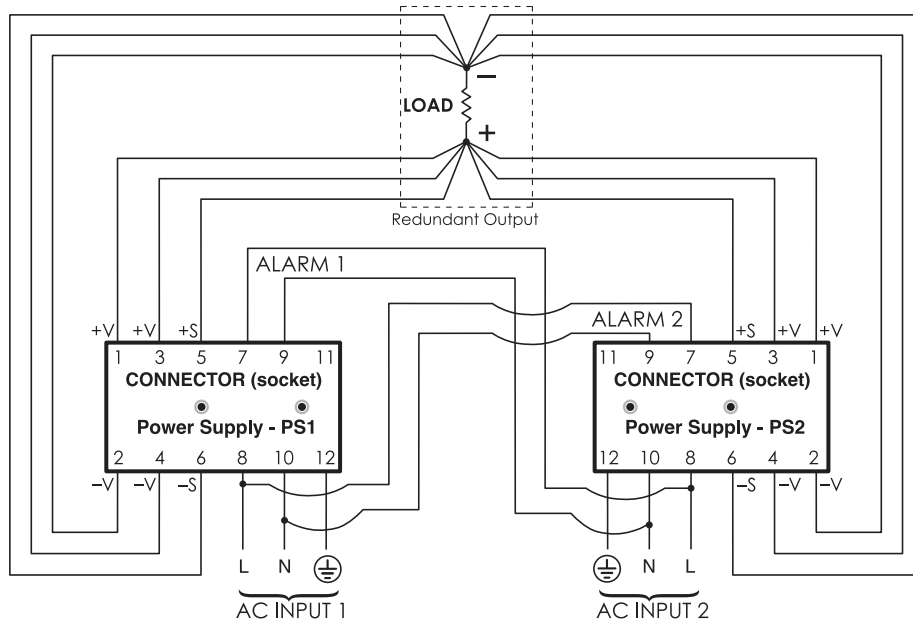 −
LOAD
+
Redundant Output
ALARM 1
ALARM 2
+V +V +S +S +V +V
1 3 5 7 9 11 11 9 7 5 3 1
CONNECTOR (socket) CONNECTOR (socket)
Power Supply - PS1 Power Supply - PS2
2 4 6 8 10 12 12 10 8 6 4 2
–V –V –S –S –V –V
L N N L
AC INPUT 1 AC INPUT 2